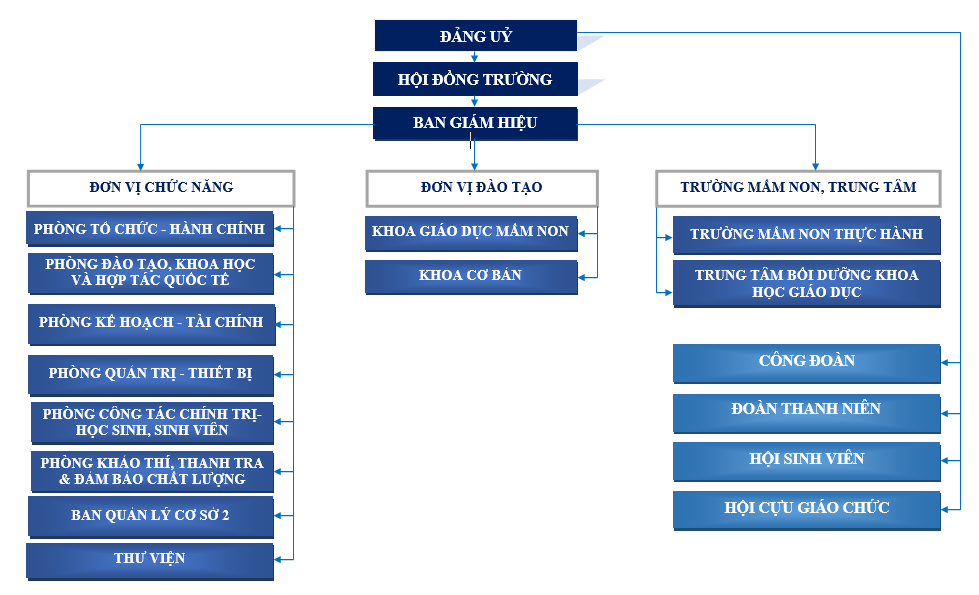 ĐẢNG UỶ
HỘI ĐỒNG TRƯỜNG
BAN GIÁM HIỆU
ĐƠN VỊ CHỨC NĂNG
PHÒNG TỔ CHỨC - HÀNH CHÍNH
PHÒNG ĐÀO TẠO, KHOA HỌC
VÀ HỢP TÁC QUỐC TẾ
PHÒNG KẾ HOẠCH - TÀI CHÍNH
PHÒNG QUẢN TRỊ - THIẾT BỊ
PHÒNG CÔNG TÁC CHÍNH TRỊ-
HỌC SINH, SINH VIÊN
PHÒNG KHẢO THÍ, THANH TRA
& ĐẢM BẢO CHẤT LƯỢNG
BAN QUẢN LÝ CƠ SỞ 2
THƯ VIỆN
ĐƠN VỊ ĐÀO TẠO
KHOA GIÁO DỤC MẦM NON
KHOA CƠ BẢN
TRƯỜNG MẦM NON, TRUNG TÂM
TRƯỜNG MẦM NON THỰC HÀNH
TRUNG TÂM BỒI DƯỠNG KHOA
HỌC GIÁO DỤC
CÔNG ĐOÀN
ĐOÀN THANH NIÊN
HỘI SINH VIÊN
HỘI CỰU GIÁO CHỨC